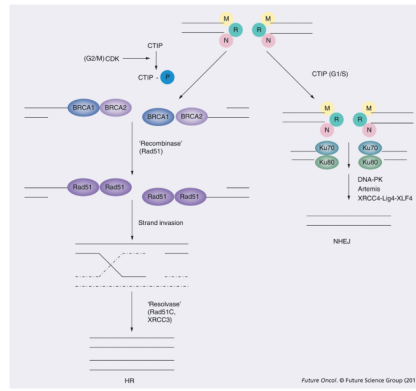 M M
R R
N N
CTIP
(G2/M) CDK
CTIP - P
CTIP (G1/S)
M M
R R
N N
BRCA1 BRCA2
BRCA1 BRCA2
Ku70 Ku70
Ku80 Ku80
'Recombinase'
(Rad51)
DNA-PK
Artemis
XRCC4-Lig4-XLF4
Rad51 Rad51
Rad51 Rad51
Strand invasion
NHEJ
'Resolvase'
(Rad51C,
XRCC3)
HR
Future Oncol. © Future Science Group (201